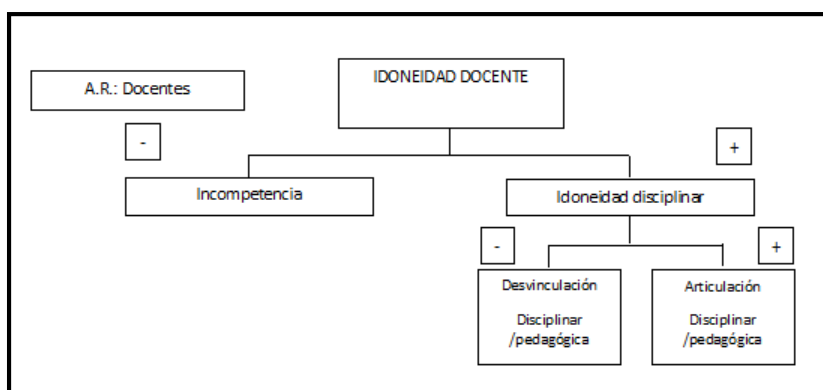 IDONEIDAD DOCENTE
A.R.: Docentes
-
+
Incompetencia
Idoneidad disciplinar
-
+
Desvinculación
Disciplinar
/pedagógica
Articulación
Disciplinar
/pedagógica